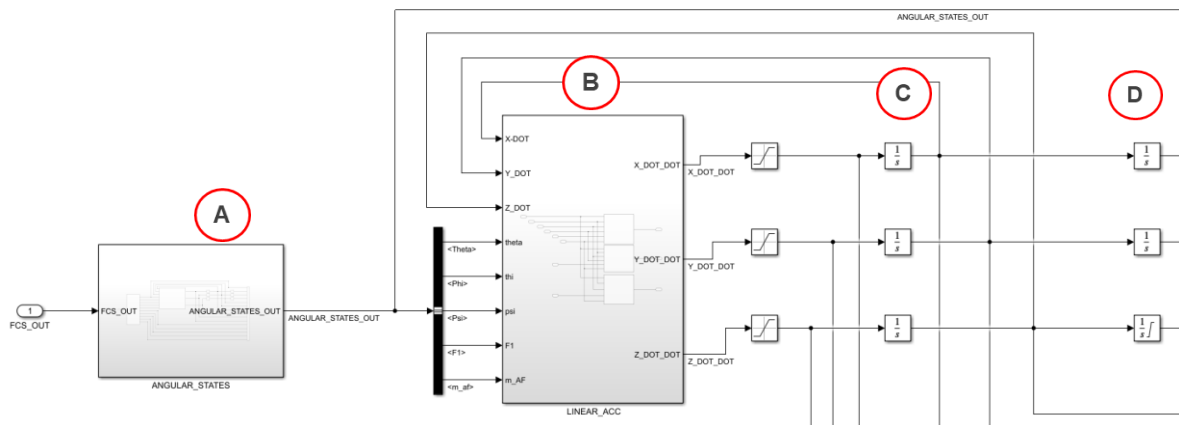 ANGULAR_STATES_OUT
A
B
C
D
1
FCS_OUT
FCS_OUT
ANGULAR_STATES_OUT
ANGULAR_STATES
ANGULAR_STATES_OUT
<Theta>
<Phi>
<Psi>
<F1>
<m_af>
X-DOT
Y_DOT
Z_DOT
theta
thi
psi
F1
m_AF
X_DOT_DOT
Y_DOT_DOT
Z_DOT_DOT
LINEAR_ACC
X_DOT_DOT
Y_DOT_DOT
Z_DOT_DOT
1/s
1/s
1/s
1/s
1/s
1/s